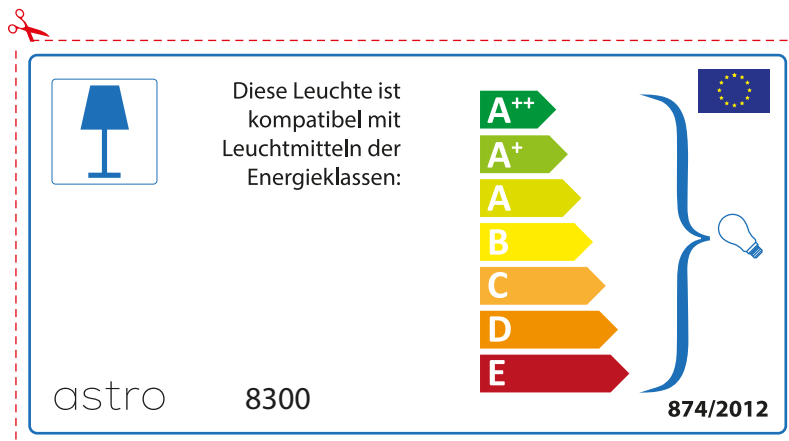 Diese Leuchte ist
kompatibel mit
Leuchtmitteln der
Energieklassen:
A++
A+
A
B
C
D
E
astro
8300
874/2012